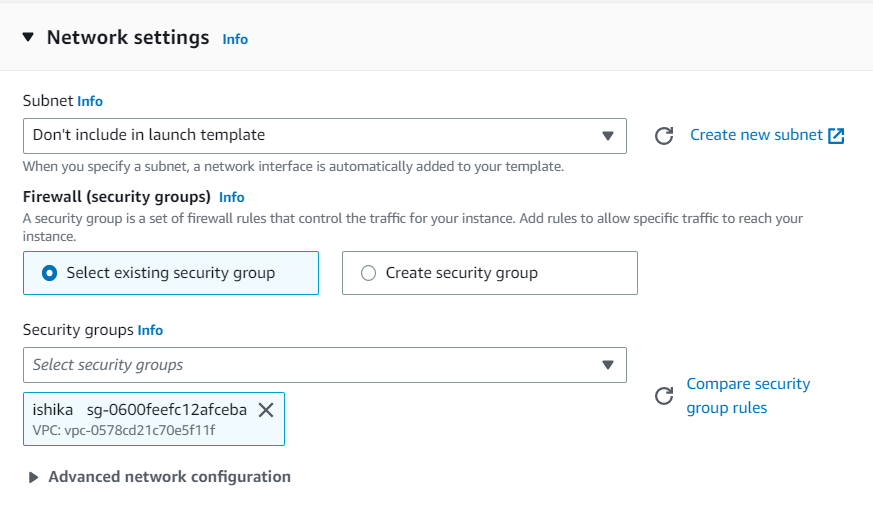 Network settings Info
Subnet Info
Don't include in launch template
Create new subnet
When you specify a subnet, a network interface is automatically added to your template.
Firewall (security groups) Info
A security group is a set of firewall rules that control the traffic for your instance. Add rules to allow specific traffic to reach your
instance.
Select existing security group
Create security group
Security groups Info
Select security groups
Compare security
group rules
ishika sg-0600feefc12afceba
VPC: vpc-0578cd21c70e5f11f
Advanced network configuration